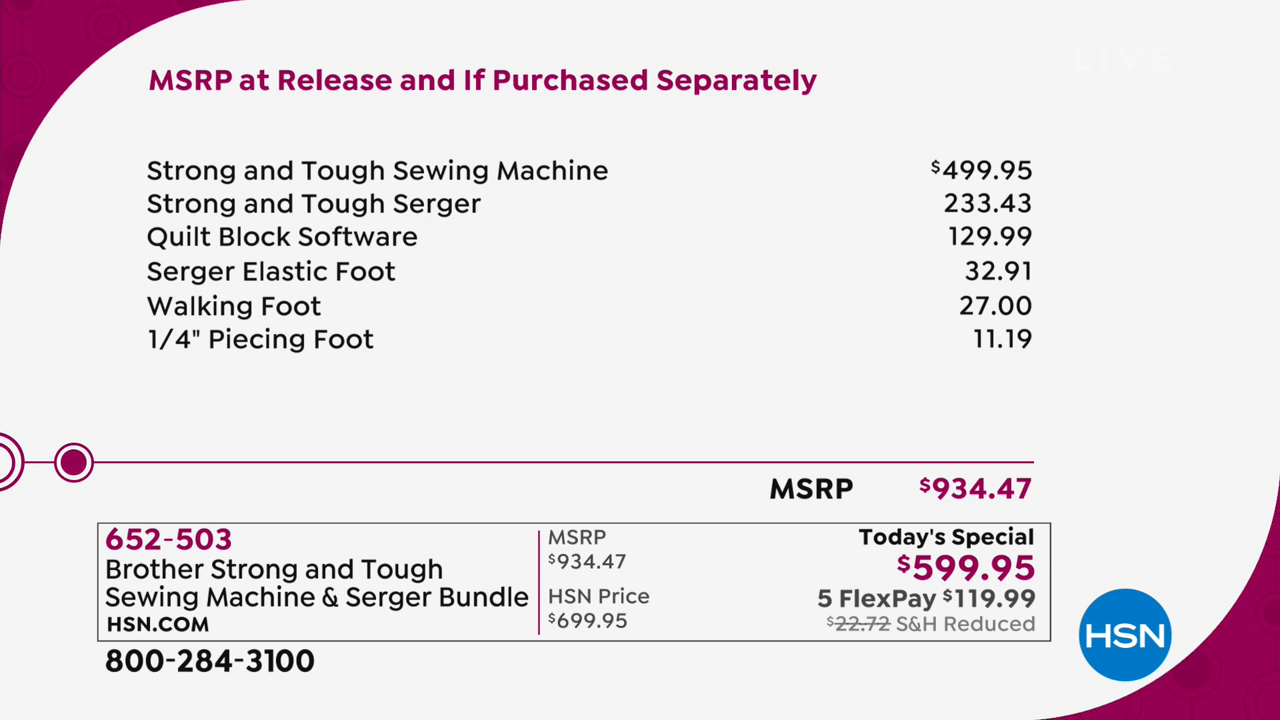 LIVE
MSRP at Release and If Purchased Separately
Strong and Tough Sewing Machine $499.95
Strong and Tough Serger 233.43
Quilt Block Software 129.99
Serger Elastic Foot 32.91
Walking Foot 27.00
1/4" Piecing Foot 11.19
MSRP $934.47
652-503
Brother Strong and Tough
Sewing Machine & Serger Bundle
HSN.COM
MSRP
$934.47
HSN Price
$699.95
Today's Special
$599.95
5 FlexPay $119.99
$22.72 S&H Reduced
800-284-3100
HSN